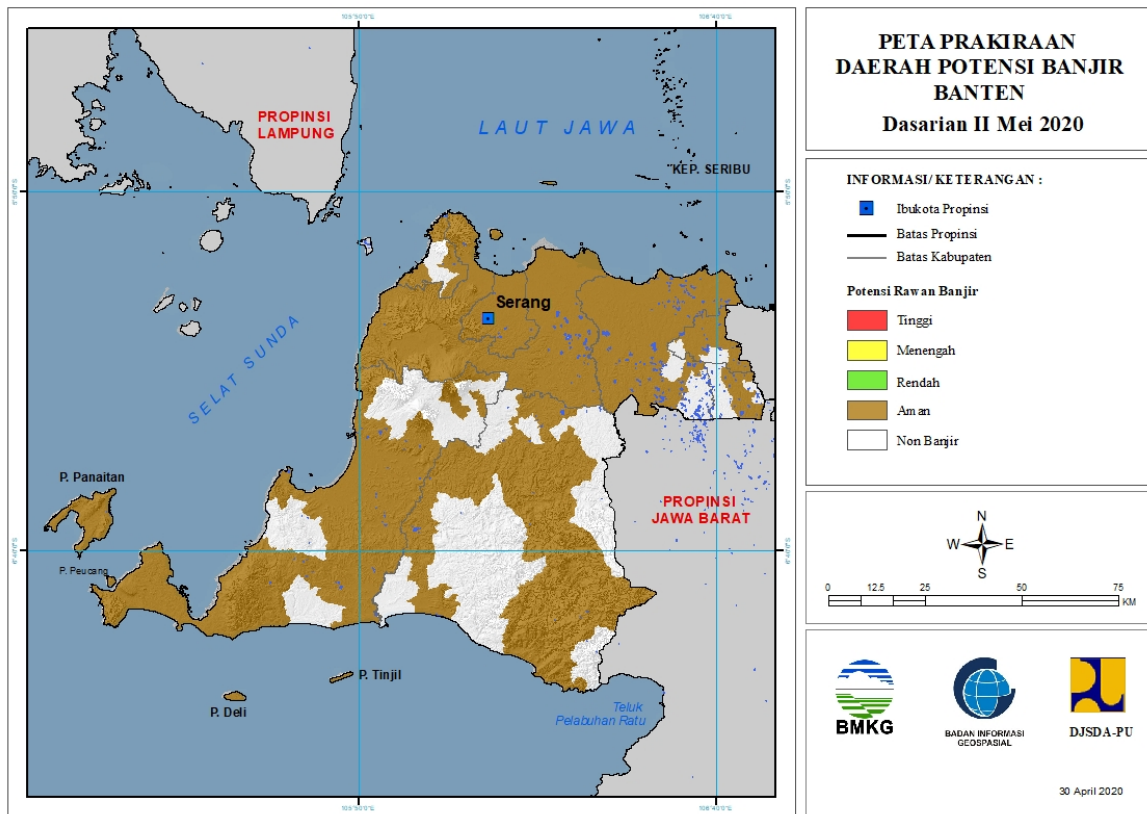 PETA PRAKIRAAN
DAERAH POTENSI BANJIR
BANTEN
Dasarian II Mei 2020
INFORMASI/ KETERANGAN :
Ibukota Propinsi
Batas Propinsi
Batas Kabupaten
Potensi Rawan Banjir
Tinggi
Menengah
Rendah
Aman
Non Banjir
N
W
E
S
0
12.5
25
50
75
KM
BMKG
BADAN INFORMASI
GEOSPASIAL
DJSDA-PU
30 April 2020
PROPINSI
LAMPUNG
LAUT JAWA
KEP. SERIBU
Serang
SELAT SUNDA
P. Panaitan
PROPINSI
JAWA BARAT
P. Peucang
P. Tinjil
P. Deli
Teluk
Pelabuhan Ratu